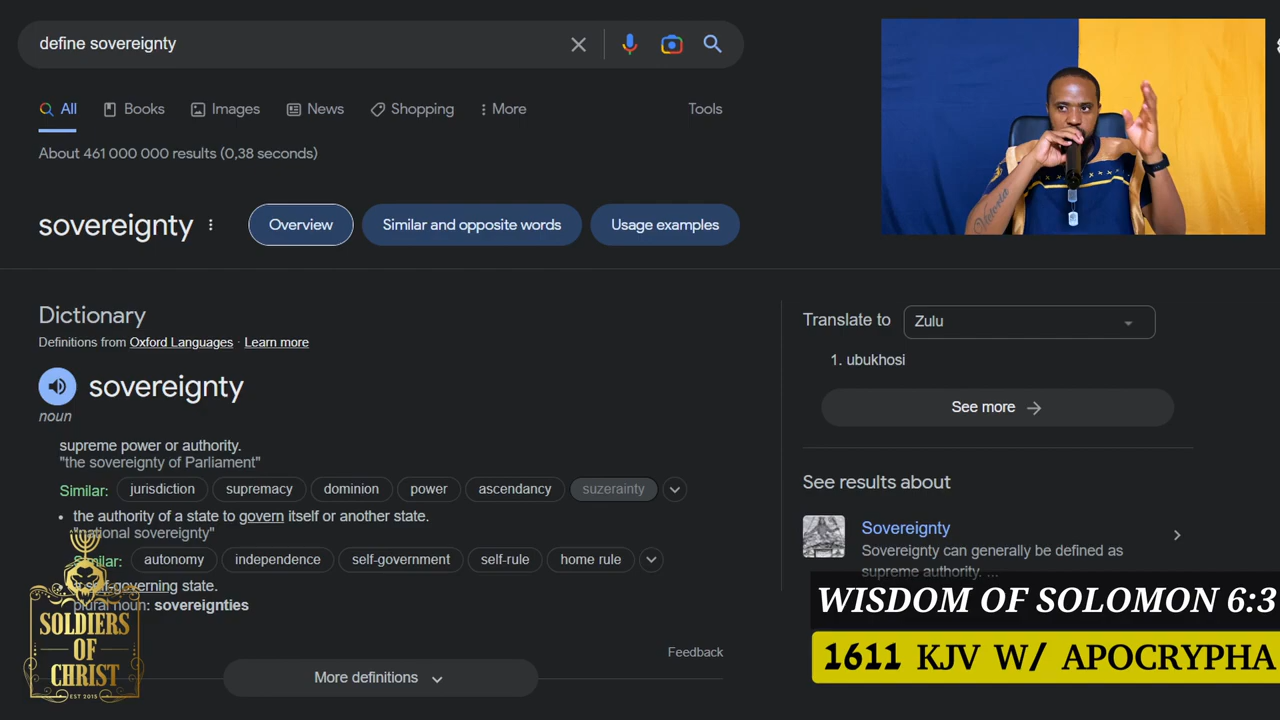 define sovereignty
All Books Images News Shopping More Tools
About 461 000 000 results (0,38 seconds)
sovereignty Overview Similar and opposite words Usage examples
Dictionary
Definitions from Oxford Languages · Learn more
sovereignty
noun
supreme power or authority.
"the sovereignty of Parliament"
Similar: jurisdiction supremacy dominion power ascendancy suzerainty
• the authority of a state to govern itself or another state.
"national sovereignty"
Similar: autonomy independence self-government self-rule home rule
self-governing state.
plural noun: sovereignties
Feedback
More definitions
Translate to Zulu
1. ubukhosi
See more
See results about
Sovereignty
Sovereignty can generally be defined as
supreme authority. ...
WISDOM OF SOLOMON 6:3
1611 KJV W/ APOCRYPHA
SOLDIERS
OF
CHRIST
EST 2015
Viktoria